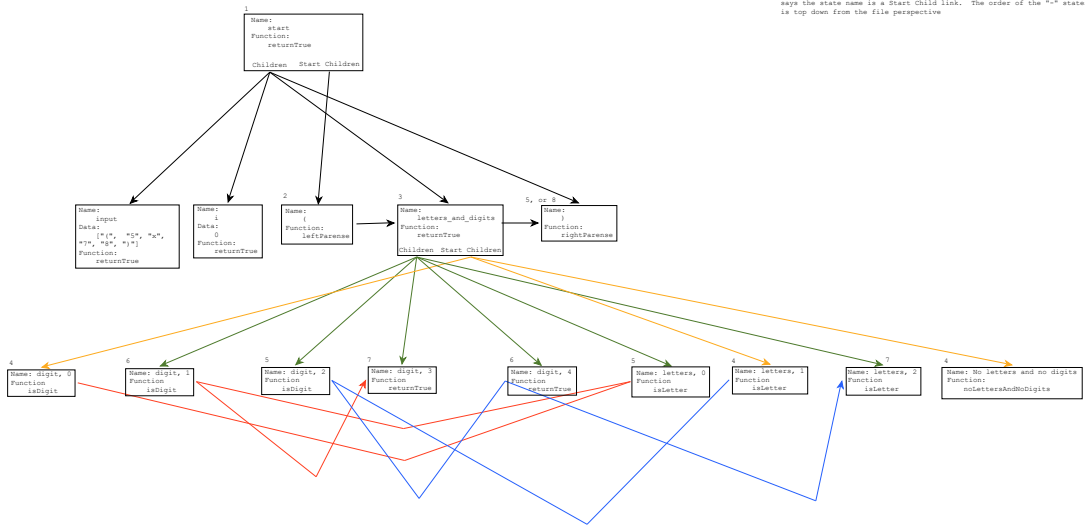 says the state name is a Start Child link. The order of the "-" state
is top down from the file perspective
1
Name:
start
Function:
returnTrue
Children Start Children
Name:
input
Data:
["(", "5", "x",
"7", "8", ")"]
Function:
returnTrue
Name:
i
Data:
0
Function:
returnTrue
2
Name:
(
Function:
leftParense
3
Name:
letters_and_digits
Function:
returnTrue
Children Start Children
5, or 8
Name:
)
Function:
rightParense
4
Name: digit, 0
Function
isDigit
6
Name: digit, 1
Function
isDigit
5
Name: digit, 2
Function
isDigit
7
Name: digit, 3
Function
returnTrue
6
Name: digit, 4
Function
returnTrue
5
Name: letters, 0
Function
isLetter
4
Name: letters, 1
Function
isLetter
7
Name: letters, 2
Function
isLetter
4
Name: No letters and no digits
Function:
noLettersAndNoDigits